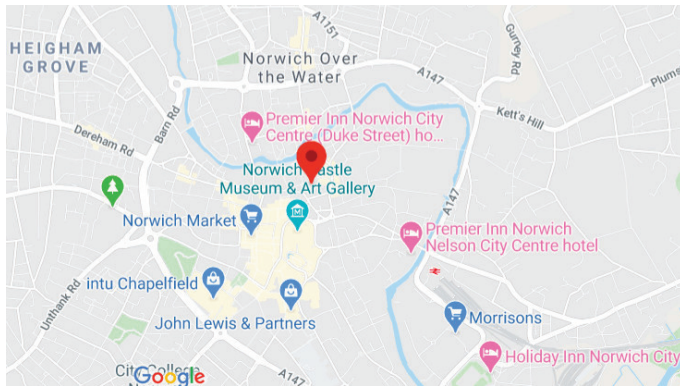 HEIGHAM
GROVE
A1151
Norwich Over
the Water
A147
Gurney Rd
Plums
Kett's Hill
Barn Rd
Dereham Rd
Premier Inn Norwich City
Centre (Duke Street) ho...
Norwich Castle
Museum & Art Gallery
Norwich Market
A147
Premier Inn Norwich
Nelson City Centre hotel
intu Chapelfield
Unthank Rd
John Lewis & Partners
Morrisons
Holiday Inn Norwich City
City College
Google
A147